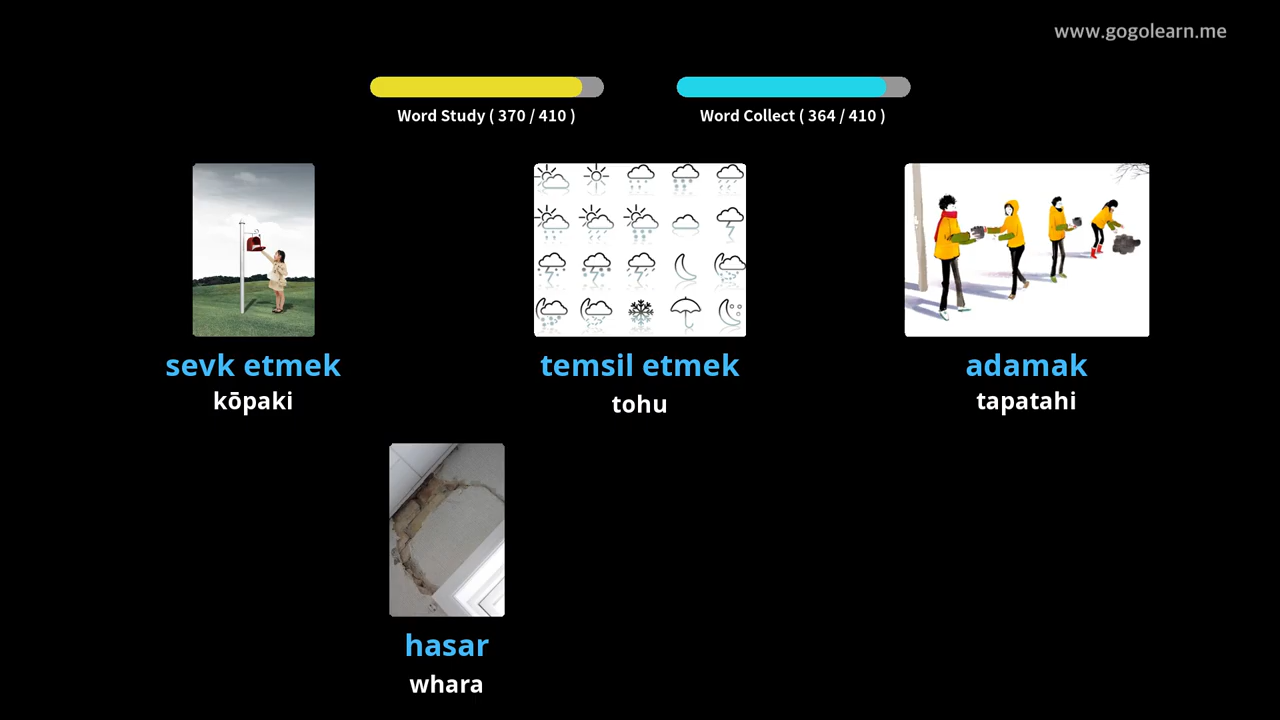 www.gogolearn.me
Word Study ( 370 / 410 )
Word Collect ( 364 / 410 )
sevk etmek
kōpaki
temsil etmek
tohu
adamak
tapatahi
hasar
whara